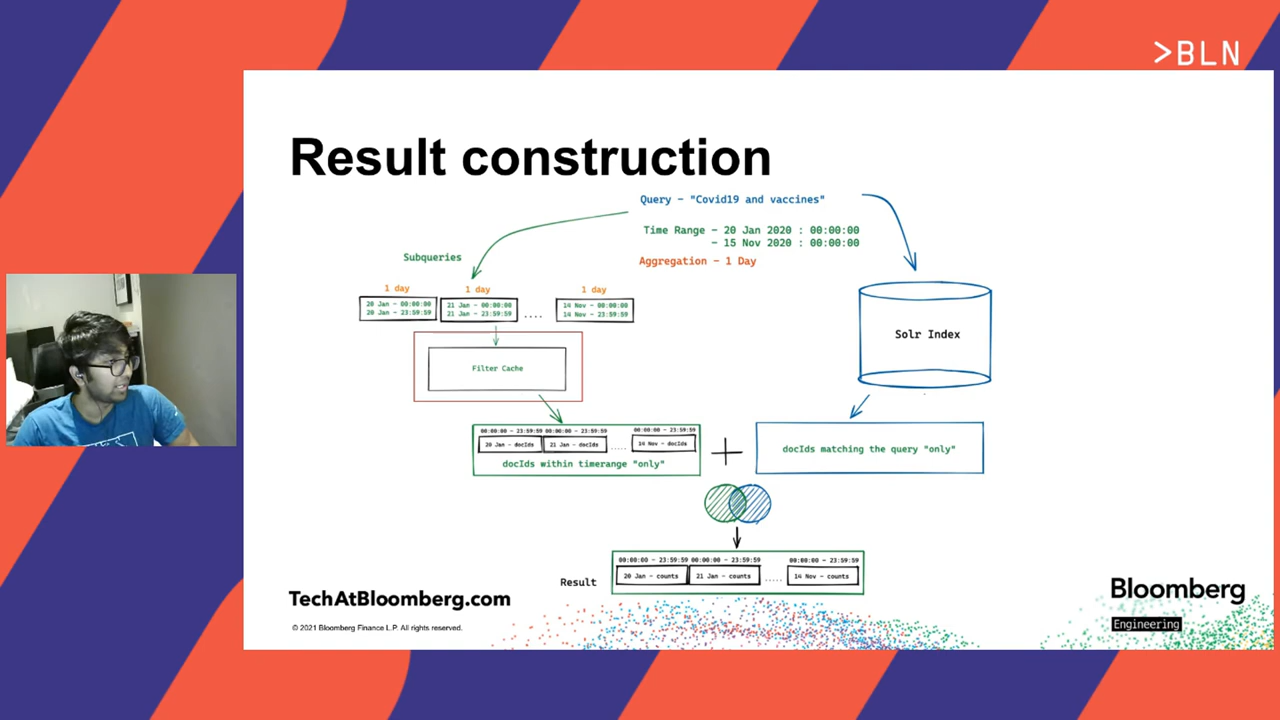 >BLN
Result construction
Query - "Covid19 and vaccines"
Time Range - 20 Jan 2020 : 00:00:00
- 15 Nov 2020 : 00:00:00
Aggregation - 1 Day
Subqueries
1 day
1 day
1 day
20 Jan - 00:00:00
20 Jan - 23:59:59
21 Jan - 00:00:00
21 Jan - 23:59:59
....
14 Nov - 00:00:00
14 Nov - 23:59:59
Solr Index
Filter Cache
00:00:00 - 23:59:59 00:00:00 - 23:59:59
00:00:00 - 23:59:59
20 Jan - docIds
21 Jan - docIds
.....
14 Nov - docIds
docIds within timerange "only"
+
docIds matching the query "only"
00:00:00 - 23:59:59 00:00:00 - 23:59:59
00:00:00 - 23:59:59
Result
20 Jan - counts
21 Jan - counts
.....
14 Nov - counts
TechAtBloomberg.com
© 2021 Bloomberg Finance L.P. All rights reserved.
Bloomberg
Engineering